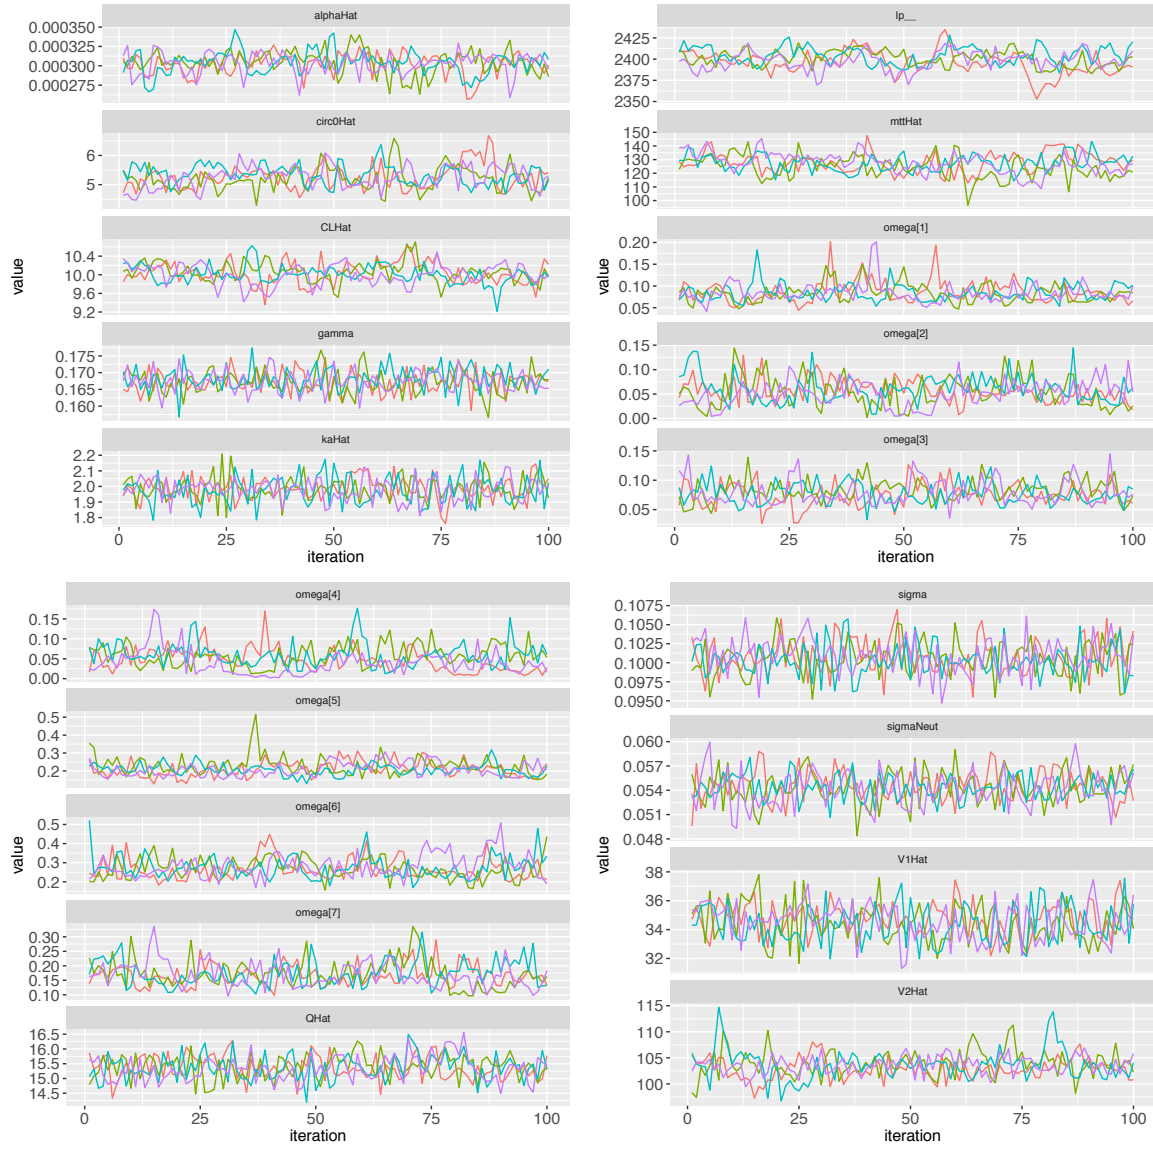 alphaHat
0.000350
0.000325
0.000300
0.000275
circ0Hat
6
5
CLHat
10.4
10.0
9.6
9.2
gamma
0.175
0.170
0.165
0.160
kaHat
2.2
2.1
2.0
1.9
1.8
0 25 50 75 100
iteration
value
lp__
2425
2400
2375
2350
mttHat
150
140
130
120
110
100
omega[1]
0.20
0.15
0.10
0.05
omega[2]
0.15
0.10
0.05
0.00
omega[3]
0.15
0.10
0.05
0 25 50 75 100
iteration
value
omega[4]
0.15
0.10
0.05
0.00
omega[5]
0.5
0.4
0.3
0.2
omega[6]
0.5
0.4
0.3
0.2
omega[7]
0.30
0.25
0.20
0.15
0.10
QHat
16.5
16.0
15.5
15.0
14.5
0 25 50 75 100
iteration
value
sigma
0.1075
0.1050
0.1025
0.1000
0.0975
0.0950
sigmaNeut
0.060
0.057
0.054
0.051
0.048
V1Hat
38
36
34
32
V2Hat
115
110
105
100
0 25 50 75 100
iteration
value